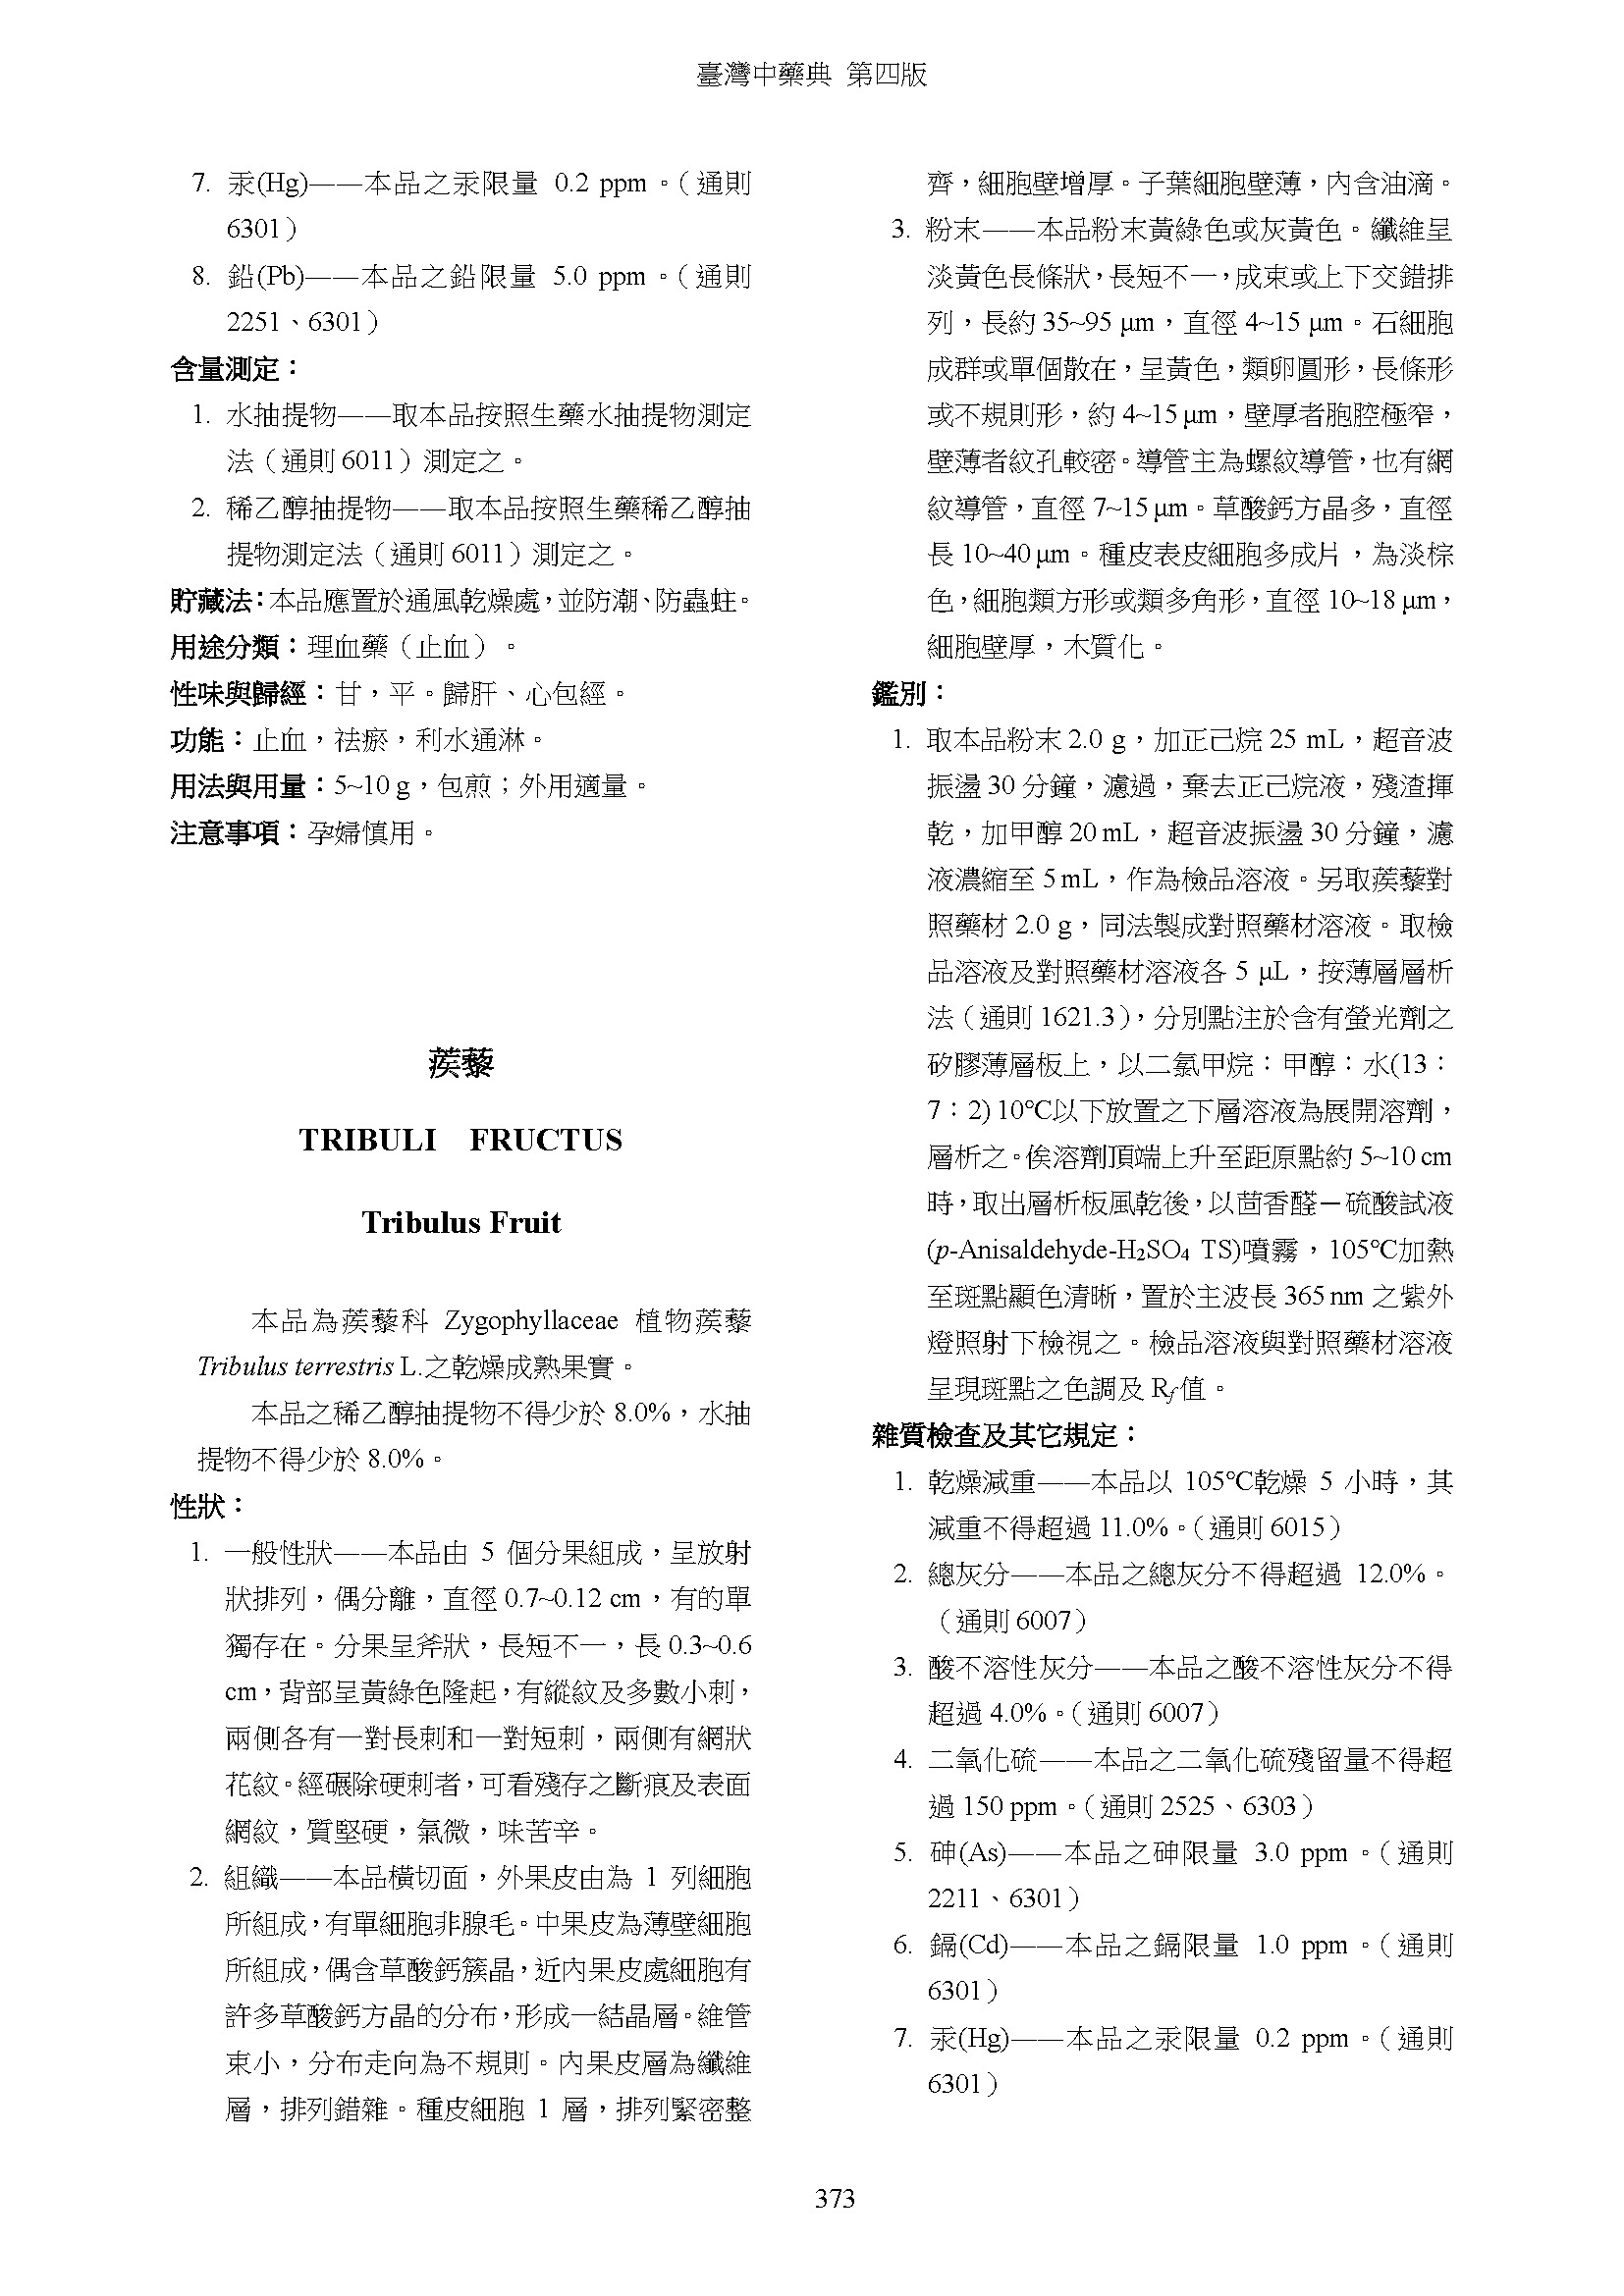 臺灣中藥典 第四版
7. 汞(Hg)——本品之汞限量 0.2 ppm。(通則
6301)
8. 鉛(Pb)——本品之鉛限量 5.0 ppm。(通則
2251、6301)
含量測定:
1. 水抽提物——取本品按照生藥水抽提物測定
法(通則 6011)測定之。
2. 稀乙醇抽提物——取本品按照生藥稀乙醇抽
提物測定法(通則 6011)測定之。
貯藏法:本品應置於通風乾燥處,並防潮、防蟲蛀。
用途分類:理血藥(止血)。
性味與歸經:甘,平。歸肝、心包經。
功能:止血,祛瘀,利水通淋。
用法與用量:5~10 g,包煎;外用適量。
注意事項:孕婦慎用。
蒺藜
TRIBULI FRUCTUS
Tribulus Fruit
本品為蒺藜科 Zygophyllaceae 植物蒺藜
Tribulus terrestris L.之乾燥成熟果實。
本品之稀乙醇抽提物不得少於 8.0%,水抽
提物不得少於 8.0%。
性狀:
1. 一般性狀——本品由 5 個分果組成,呈放射
狀排列,偶分離,直徑 0.7~0.12 cm,有的單
獨存在。分果呈斧狀,長短不一,長 0.3~0.6
cm,背部呈黃綠色隆起,有縱紋及多數小刺,
兩側各有一對長刺和一對短刺,兩側有網狀
花紋。經碾除硬刺者,可看殘存之斷痕及表面
網紋,質堅硬,氣微,味苦辛。
2. 組織——本品橫切面,外果皮由為 1 列細胞
所組成,有單細胞非腺毛。中果皮為薄壁細胞
所組成,偶含草酸鈣簇晶,近內果皮處細胞有
許多草酸鈣方晶的分布,形成一結晶層。維管
束小,分布走向為不規則。內果皮層為纖維
層,排列錯雜。種皮細胞 1 層,排列緊密整
齊,細胞壁增厚。子葉細胞壁薄,內含油滴。
3. 粉末——本品粉末黃綠色或灰黃色。纖維呈
淡黃色長條狀,長短不一,成束或上下交錯排
列,長約 35~95 μm,直徑 4~15 μm。石細胞
成群或單個散在,呈黃色,類卵圓形,長條形
或不規則形,約 4~15 μm,壁厚者胞腔極窄,
壁薄者紋孔較密。導管主為螺紋導管,也有網
紋導管,直徑 7~15 μm。草酸鈣方晶多,直徑
長 10~40 μm。種皮表皮細胞多成片,為淡棕
色,細胞類方形或類多角形,直徑 10~18 μm,
細胞壁厚,木質化。
鑑別:
1. 取本品粉末 2.0 g,加正己烷 25 mL,超音波
振盪 30 分鐘,濾過,棄去正己烷液,殘渣揮
乾,加甲醇 20 mL,超音波振盪 30 分鐘,濾
液濃縮至 5 mL,作為檢品溶液。另取蒺藜對
照藥材 2.0 g,同法製成對照藥材溶液。取檢
品溶液及對照藥材溶液各 5 μL,按薄層層析
法(通則 1621.3),分別點注於含有螢光劑之
矽膠薄層板上,以二氯甲烷:甲醇:水(13:
7:2) 10℃以下放置之下層溶液為展開溶劑,
層析之。俟溶劑頂端上升至距原點約 5~10 cm
時,取出層析板風乾後,以茴香醛-硫酸試液
(p-Anisaldehyde-H₂SO₄ TS)噴霧,105℃加熱
至斑點顯色清晰,置於主波長 365 nm 之紫外
燈照射下檢視之。檢品溶液與對照藥材溶液
呈現斑點之色調及 Rf值。
雜質檢查及其它規定:
1. 乾燥減重——本品以 105℃乾燥 5 小時,其
減重不得超過 11.0%。(通則 6015)
2. 總灰分——本品之總灰分不得超過 12.0%。
(通則 6007)
3. 酸不溶性灰分——本品之酸不溶性灰分不得
超過 4.0%。(通則 6007)
4. 二氧化硫——本品之二氧化硫殘留量不得超
過 150 ppm。(通則 2525、6303)
5. 砷(As)——本品之砷限量 3.0 ppm。(通則
2211、6301)
6. 鎘(Cd)——本品之鎘限量 1.0 ppm。(通則
6301)
7. 汞(Hg)——本品之汞限量 0.2 ppm。(通則
6301)
373